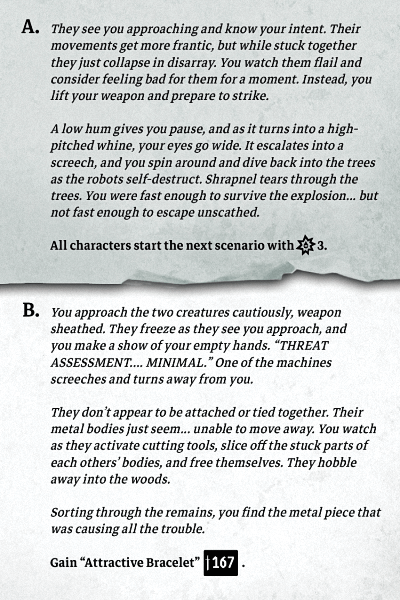 A. They see you approaching and know your intent. Their
movements get more frantic, but while stuck together
they just collapse in disarray. You watch them flail and
consider feeling bad for them for a moment. Instead, you
lift your weapon and prepare to strike.
A low hum gives you pause, and as it turns into a high-
pitched whine, your eyes go wide. It escalates into a
screech, and you spin around and dive back into the trees
as the robots self-destruct. Shrapnel tears through the
trees. You were fast enough to survive the explosion... but
not fast enough to escape unscathed.
All characters start the next scenario with 3.
B. You approach the two creatures cautiously, weapon
sheathed. They freeze as they see you approach, and
you make a show of your empty hands. “THREAT
ASSESSMENT.... MINIMAL.” One of the machines
screeches and turns away from you.
They don’t appear to be attached or tied together. Their
metal bodies just seem... unable to move away. You watch
as they activate cutting tools, slice off the stuck parts of
each others’ bodies, and free themselves. They hobble
away into the woods.
Sorting through the remains, you find the metal piece that
was causing all the trouble.
Gain “Attractive Bracelet” 167 .